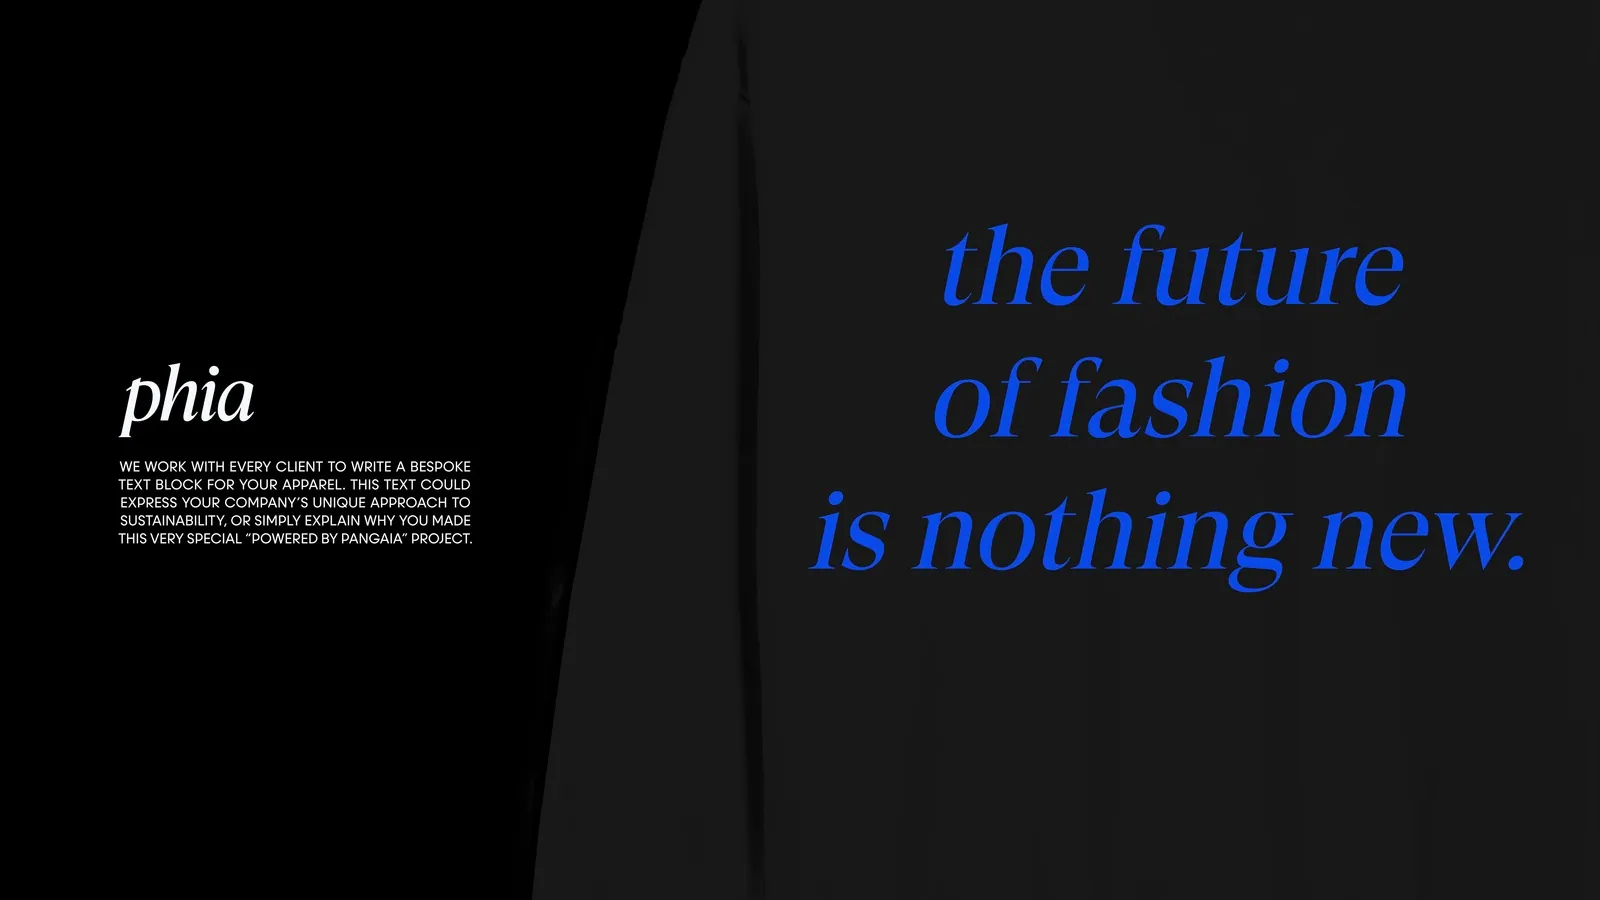 phia
WE WORK WITH EVERY CLIENT TO WRITE A BESPOKE
TEXT BLOCK FOR YOUR APPAREL. THIS TEXT COULD
EXPRESS YOUR COMPANY’S UNIQUE APPROACH TO
SUSTAINABILITY, OR SIMPLY EXPLAIN WHY YOU MADE
THIS VERY SPECIAL “POWERED BY PANGAIA” PROJECT.
the future
of fashion
is nothing new.